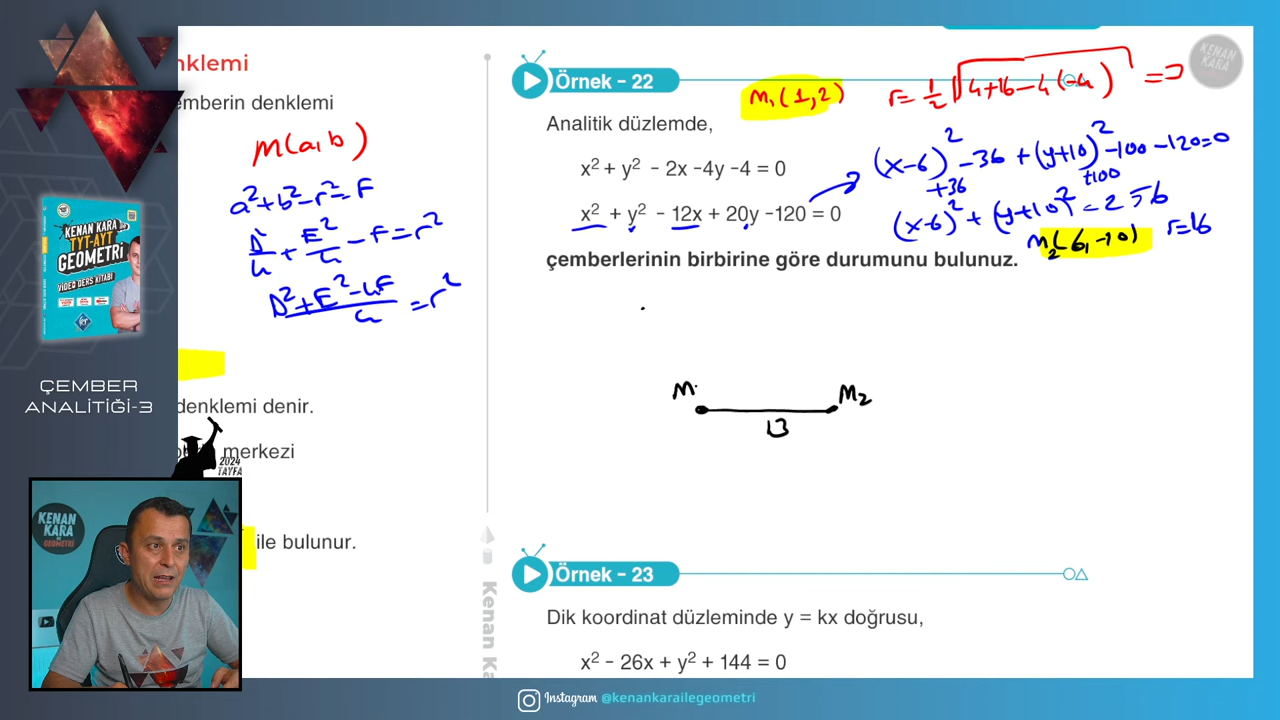 nklemi
emberin denklemi
M(a,b)
a²+b²-r²=F
D²/4 + E²/4 - F = r²
D²+E²-4F/4 = r²
denklemi denir.
merkezi
ile bulunur.
KENAN KARA
TYT-AYT
GEOMETRİ
VİDEO DERS KİTABI
ÇEMBER
ANALİTİĞİ-3
2024
TAYFA
KENAN
KARA
ile
GEOMETRİ
Örnek - 22
M₁(1,2)
r=1/2√4+16-4(-4) =>
KENAN
KARA
Analitik düzlemde,
x² + y² - 2x -4y -4 = 0
x² + y² - 12x + 20y -120 = 0
(x-6)² -36 + (y+10)² -100 -120=0
+36 +100
(x-6)² + (y+10)² = 256
M₂(6,-10) r=16
çemberlerinin birbirine göre durumunu bulunuz.
M M₂
13
Kenan Ka
Örnek - 23
Dik koordinat düzleminde y = kx doğrusu,
x² - 26x + y² + 144 = 0
Instagram @kenankarailegeometri